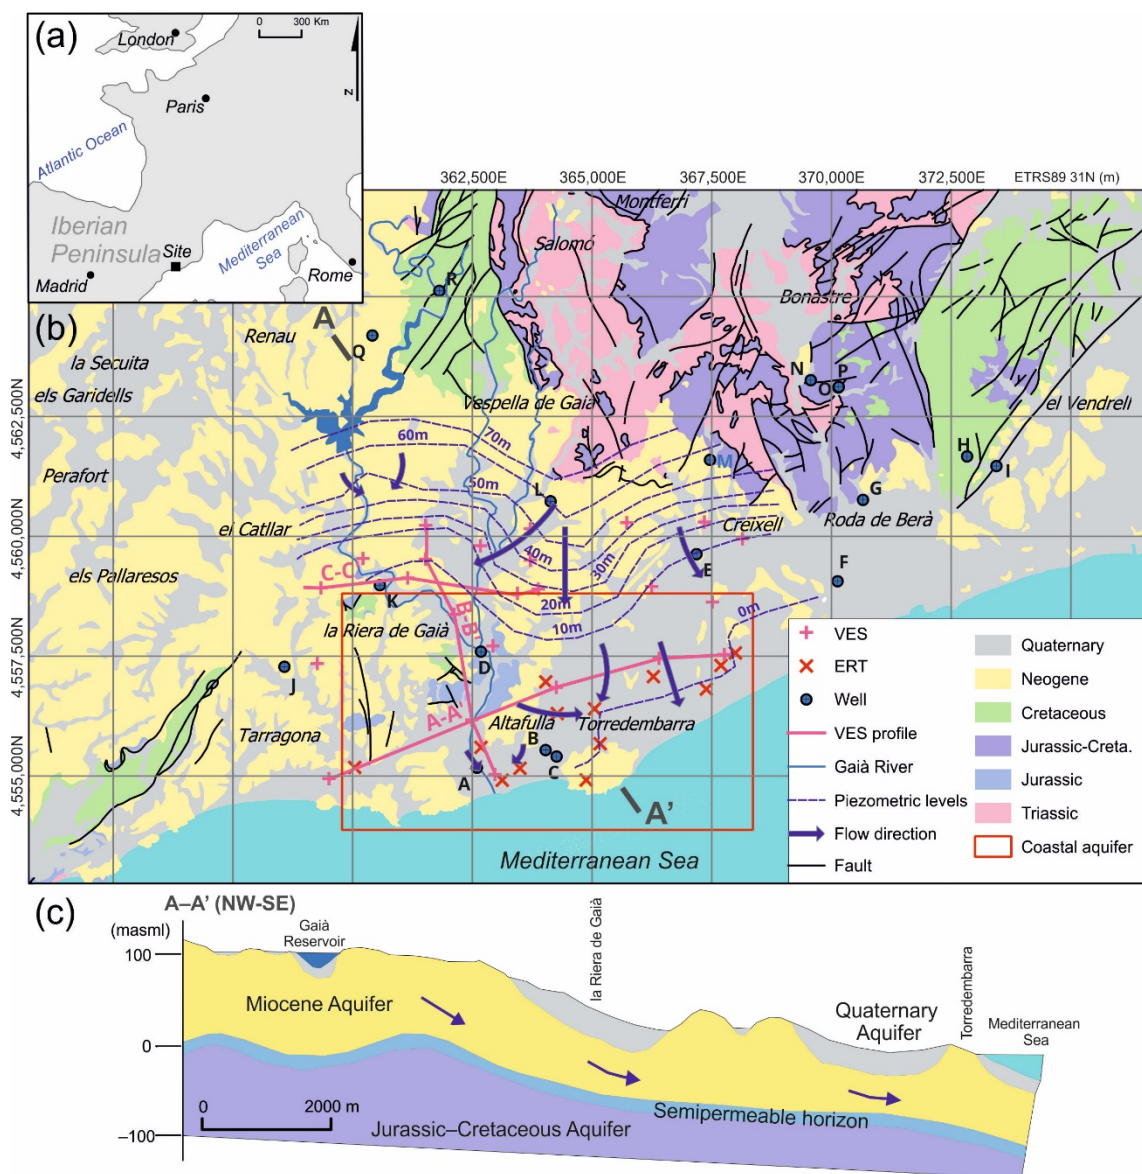 (a)
0 300 Km
London
Paris
z
Atlantic Ocean
Iberian
Peninsula
Site
Mediterranean
Sea
Madrid
Rome
362,500E 365,000E 367,500E 370,000E 372,500E ETRS89 31N (m)
Montferri
Salomó
(b)
A
R
Bonastre
Renau
Q
la Secuita
els Garidells
N
O
P
Vespella de Gaià
el Vendrell
4,562,500N
60m
70m
M
H
I
Perafort
50m
L
G
Roda de Berà
Creixell
el Catllar
4,560,000N
40m
30m
E
F
els Pallaresos
C-C'
K
20m
10m
0m
B-B'
la Riera de Gaià
4,557,500N
D
J
A-A'
Altafulla
Torredembarra
Tarragona
B
C
4,555,000N
A
A'
Mediterranean Sea
VES
ERT
Well
VES profile
Gaià River
Piezometric levels
Flow direction
Fault
Quaternary
Neogene
Cretaceous
Jurassic-Creta.
Jurassic
Triassic
Coastal aquifer
(c)
A–A' (NW-SE)
(masml)
Gaià
Reservoir
la Riera de Gaià
Torredembarra
Mediterranean
Sea
100
0
−100
Miocene Aquifer
Quaternary
Aquifer
Semipermeable horizon
0 2000 m
Jurassic–Cretaceous Aquifer